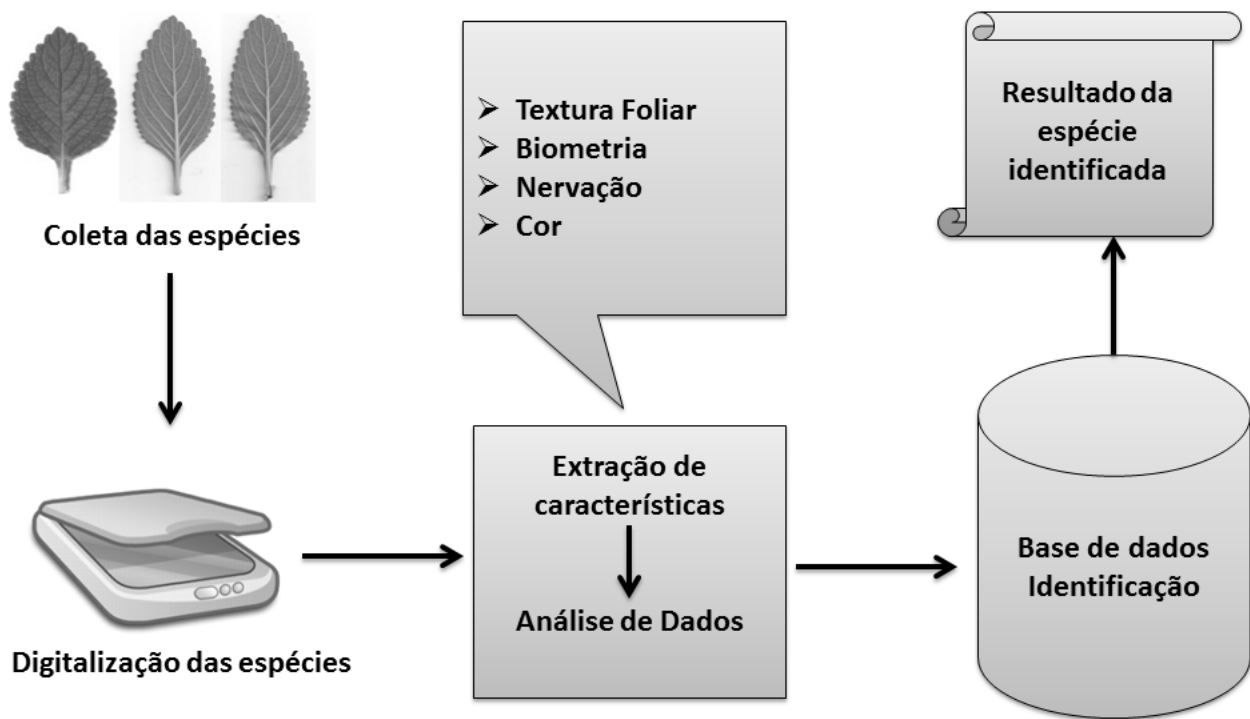 Coleta das espécies
Digitalização das espécies
Textura Foliar
Biometria
Nervação
Cor
Extração de
característícas
Análise de Dados
Base de dados
Identificação
Resultado da
espécie
identificada